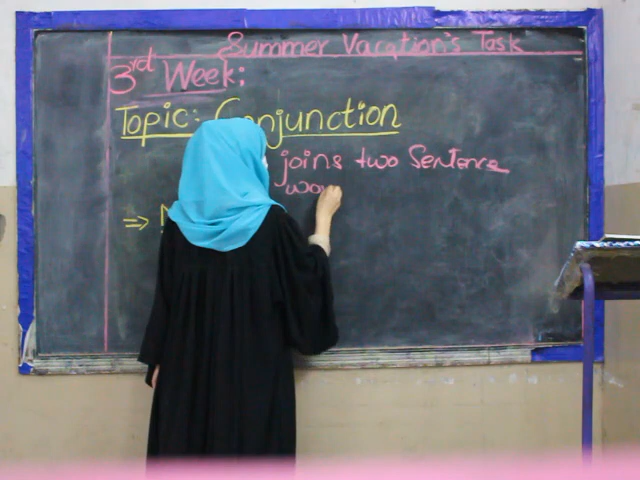 Summer Vacation's Task
3rd Week:
Topic: Conjunction
joins two Sentence
⇒